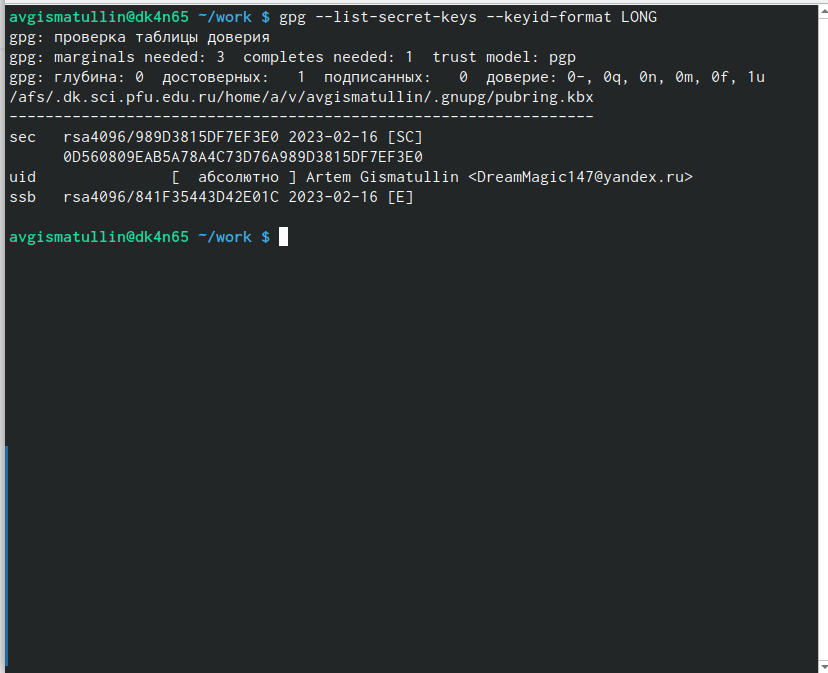 avgismatullin@dk4n65 ~/work $ gpg --list-secret-keys --keyid-format LONG
gpg: проверка таблицы доверия
gpg: marginals needed: 3  completes needed: 1  trust model: pgp
gpg: глубина: 0  достоверных:   1  подписанных:   0  доверие: 0-, 0q, 0n, 0m, 0f, 1u
/afs/.dk.sci.pfu.edu.ru/home/a/v/avgismatullin/.gnupg/pubring.kbx
-----------------------------------------------------------------
sec   rsa4096/989D3815DF7EF3E0 2023-02-16 [SC]
      0D560809EAB5A78A4C73D76A989D3815DF7EF3E0
uid               [  абсолютно ] Artem Gismatullin <DreamMagic147@yandex.ru>
ssb   rsa4096/841F35443D42E01C 2023-02-16 [E]
avgismatullin@dk4n65 ~/work $